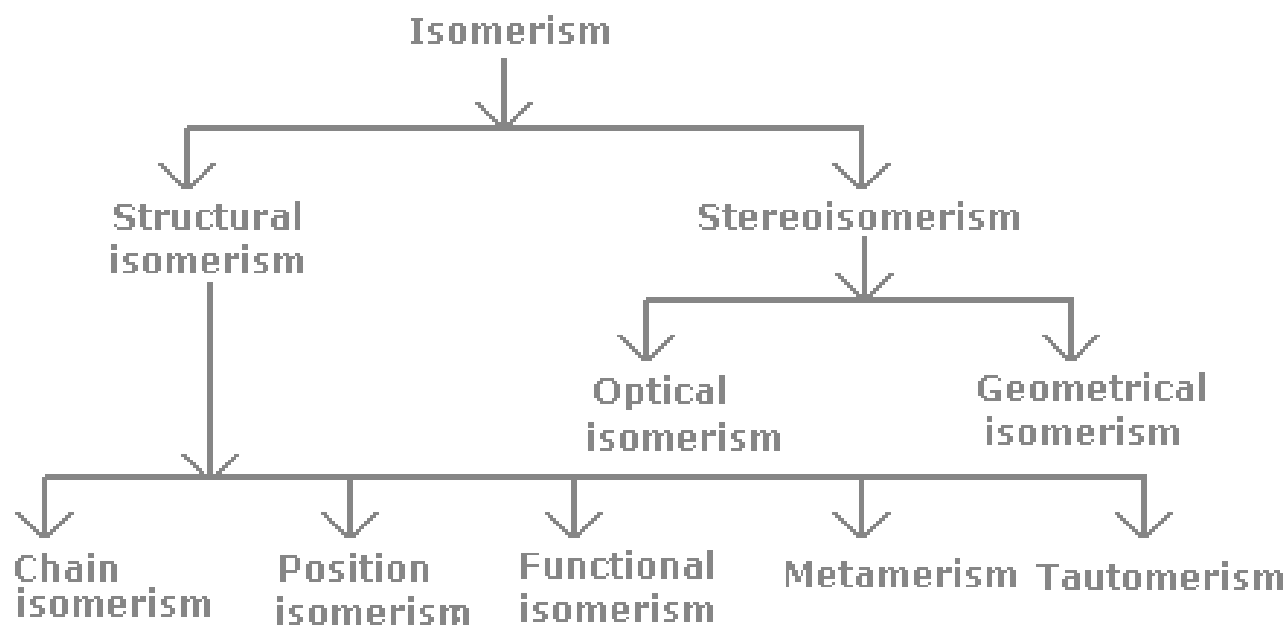 Isomerism
Structural
isomerism
Stereoisomerism
Optical
isomerism
Geometrical
isomerism
Chain
isomerism
Position
isomerism
Functional
isomerism
Metamerism
Tautomerism